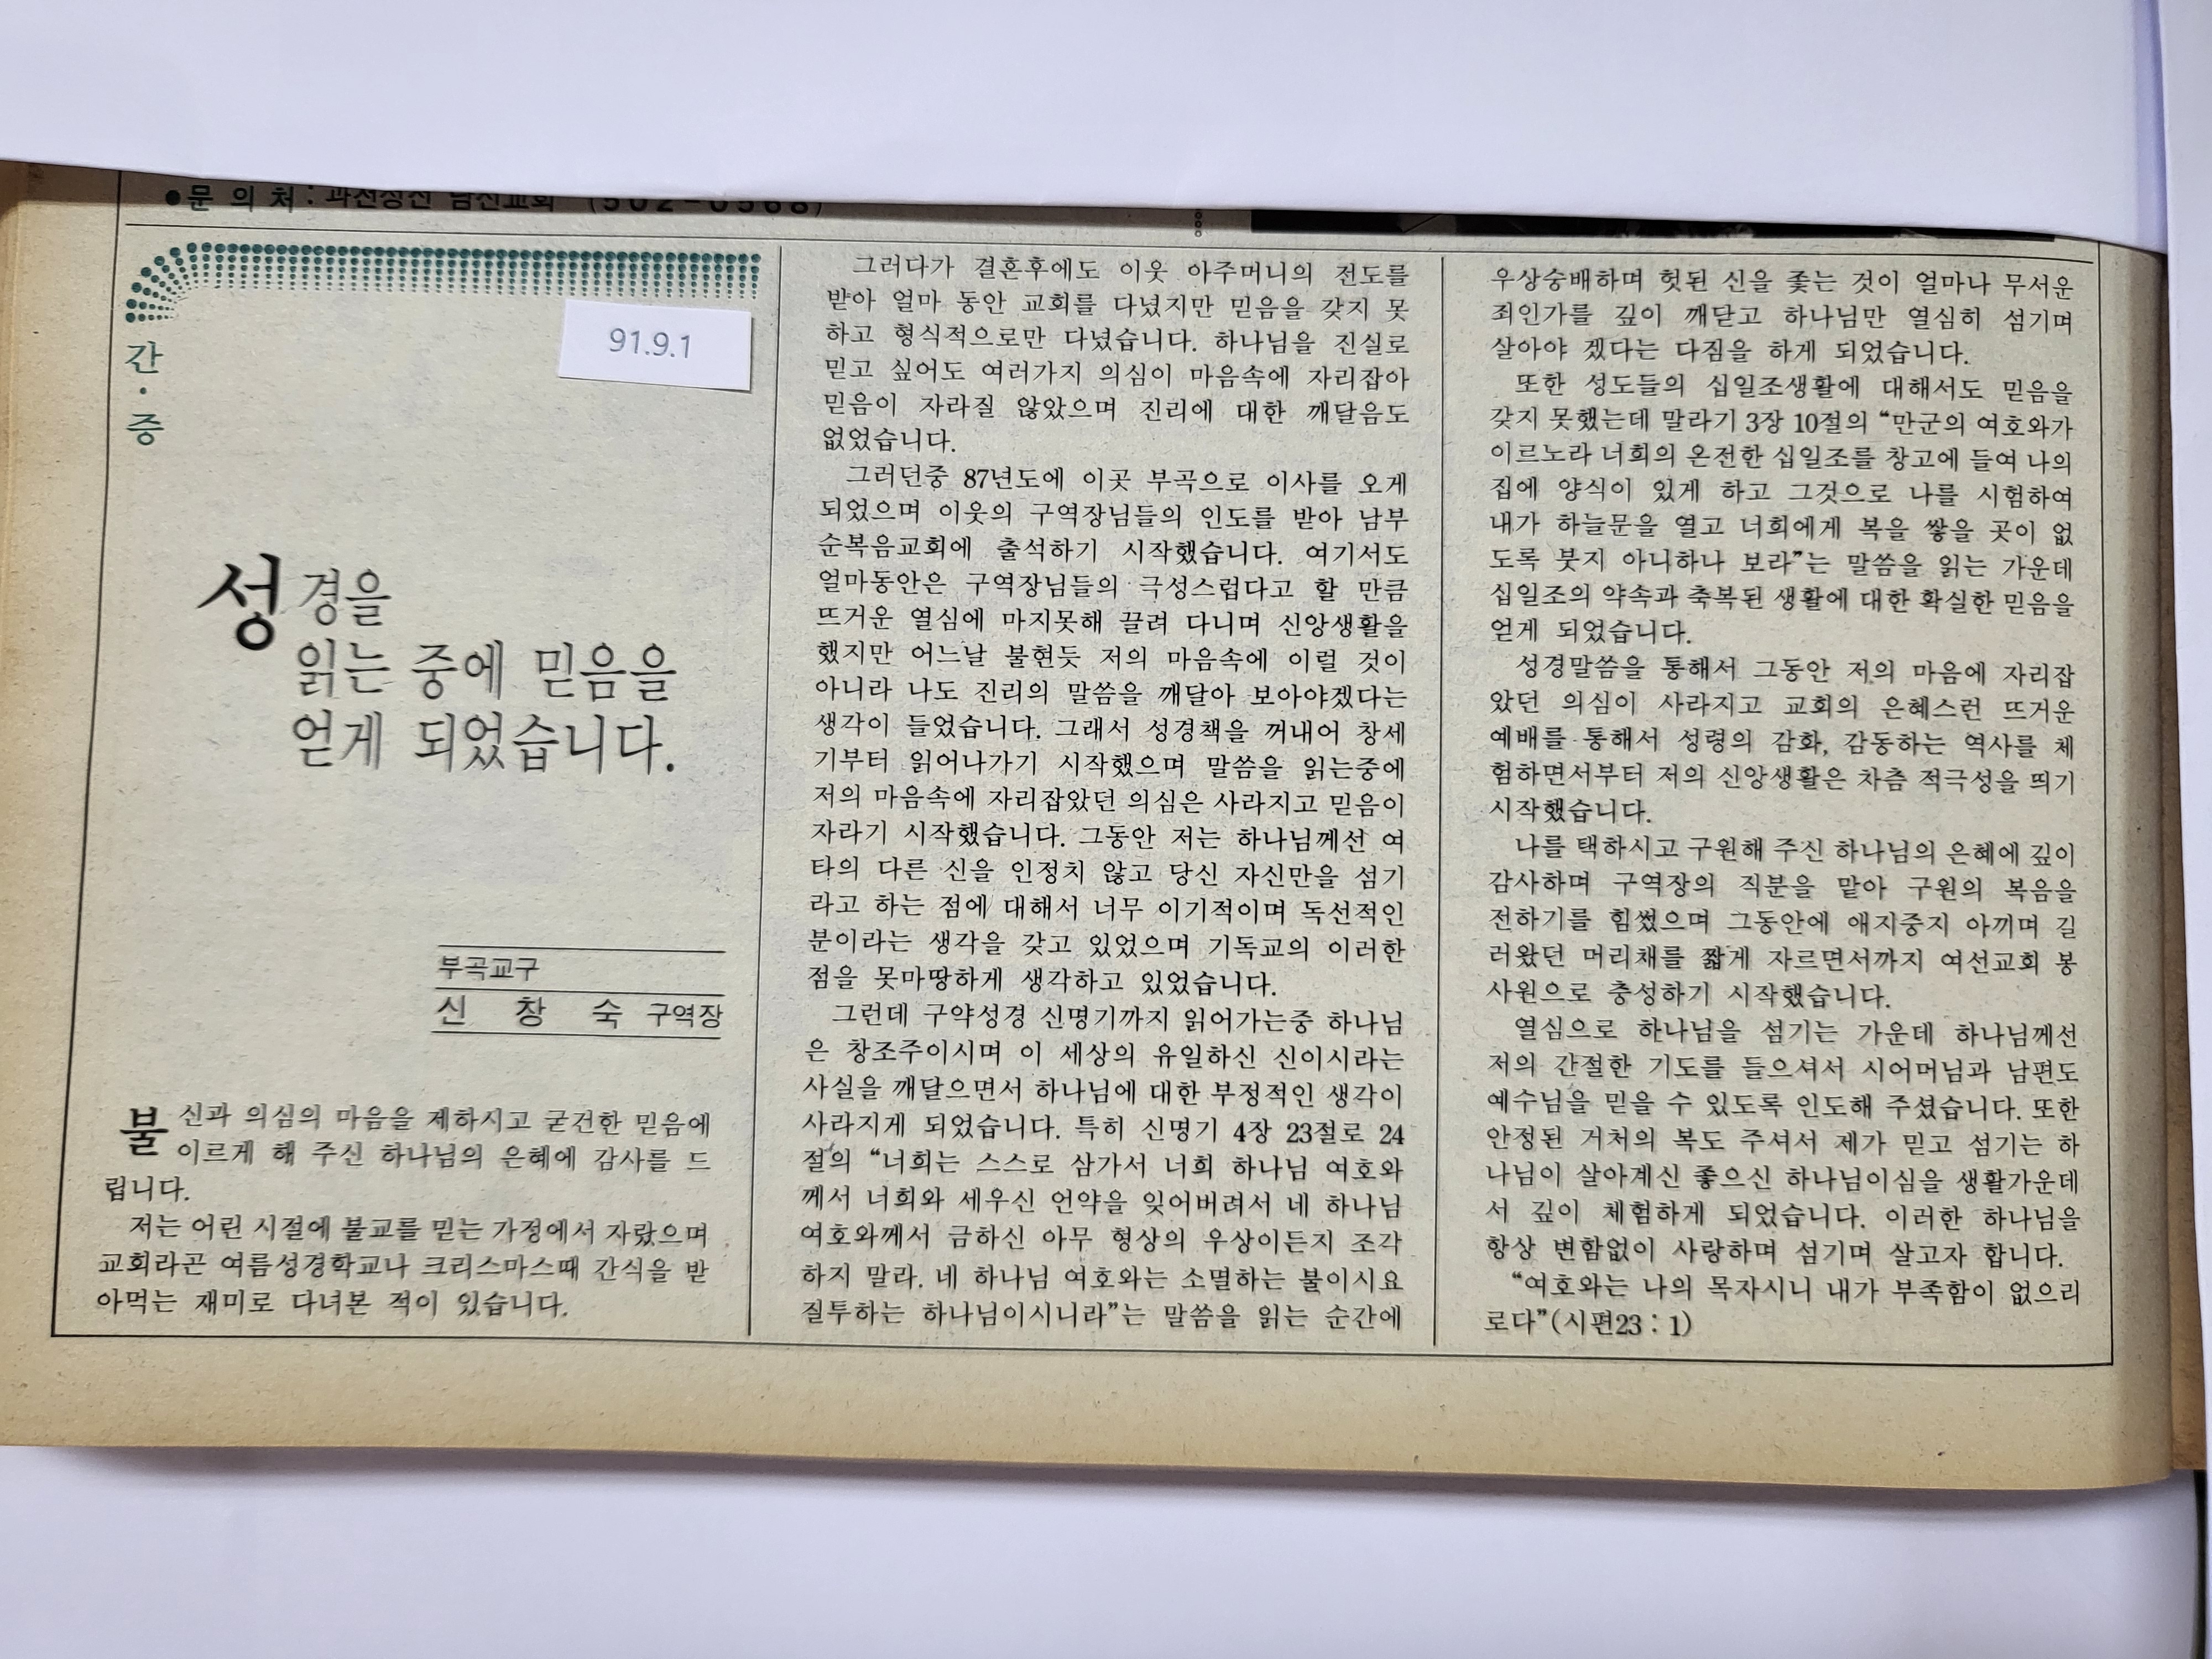 ●문 의 처 : 과천성전 남선교회 (502-0568)
간·증
91.9.1
성경을
읽는 중에 믿음을
얻게 되었습니다.
부곡교구
신 창 숙 구역장
불신과 의심의 마음을 제하시고 굳건한 믿음에
이르게 해 주신 하나님의 은혜에 감사를 드
립니다.
저는 어린 시절에 불교를 믿는 가정에서 자랐으며
교회라곤 여름성경학교나 크리스마스때 간식을 받
아먹는 재미로 다녀본 적이 있습니다.
그러다가 결혼후에도 이웃 아주머니의 전도를
받아 얼마 동안 교회를 다녔지만 믿음을 갖지 못
하고 형식적으로만 다녔습니다. 하나님을 진실로
믿고 싶어도 여러가지 의심이 마음속에 자리잡아
믿음이 자라질 않았으며 진리에 대한 깨달음도
없었습니다.
그러던중 87년도에 이곳 부곡으로 이사를 오게
되었으며 이웃의 구역장님들의 인도를 받아 남부
순복음교회에 출석하기 시작했습니다. 여기서도
얼마동안은 구역장님들의 극성스럽다고 할 만큼
뜨거운 열심에 마지못해 끌려 다니며 신앙생활을
했지만 어느날 불현듯 저의 마음속에 이럴 것이
아니라 나도 진리의 말씀을 깨달아 보아야겠다는
생각이 들었습니다. 그래서 성경책을 꺼내어 창세
기부터 읽어나가기 시작했으며 말씀을 읽는중에
저의 마음속에 자리잡았던 의심은 사라지고 믿음이
자라기 시작했습니다. 그동안 저는 하나님께선 여
타의 다른 신을 인정치 않고 당신 자신만을 섬기
라고 하는 점에 대해서 너무 이기적이며 독선적인
분이라는 생각을 갖고 있었으며 기독교의 이러한
점을 못마땅하게 생각하고 있었습니다.
그런데 구약성경 신명기까지 읽어가는중 하나님
은 창조주이시며 이 세상의 유일하신 신이시라는
사실을 깨달으면서 하나님에 대한 부정적인 생각이
사라지게 되었습니다. 특히 신명기 4장 23절로 24
절의 “너희는 스스로 삼가서 너희 하나님 여호와
께서 너희와 세우신 언약을 잊어버려서 네 하나님
여호와께서 금하신 아무 형상의 우상이든지 조각
하지 말라. 네 하나님 여호와는 소멸하는 불이시요
질투하는 하나님이시니라”는 말씀을 읽는 순간에
우상숭배하며 헛된 신을 좇는 것이 얼마나 무서운
죄인가를 깊이 깨닫고 하나님만 열심히 섬기며
살아야 겠다는 다짐을 하게 되었습니다.
또한 성도들의 십일조생활에 대해서도 믿음을
갖지 못했는데 말라기 3장 10절의 “만군의 여호와가
이르노라 너희의 온전한 십일조를 창고에 들여 나의
집에 양식이 있게 하고 그것으로 나를 시험하여
내가 하늘문을 열고 너희에게 복을 쌓을 곳이 없
도록 붓지 아니하나 보라”는 말씀을 읽는 가운데
십일조의 약속과 축복된 생활에 대한 확실한 믿음을
얻게 되었습니다.
성경말씀을 통해서 그동안 저의 마음에 자리잡
았던 의심이 사라지고 교회의 은혜스런 뜨거운
예배를 통해서 성령의 감화, 감동하는 역사를 체
험하면서부터 저의 신앙생활은 차츰 적극성을 띄기
시작했습니다.
나를 택하시고 구원해 주신 하나님의 은혜에 깊이
감사하며 구역장의 직분을 맡아 구원의 복음을
전하기를 힘썼으며 그동안에 애지중지 아끼며 길
러왔던 머리채를 짧게 자르면서까지 여선교회 봉
사원으로 충성하기 시작했습니다.
열심으로 하나님을 섬기는 가운데 하나님께선
저의 간절한 기도를 들으셔서 시어머님과 남편도
예수님을 믿을 수 있도록 인도해 주셨습니다. 또한
안정된 거처의 복도 주셔서 제가 믿고 섬기는 하
나님이 살아계신 좋으신 하나님이심을 생활가운데
서 깊이 체험하게 되었습니다. 이러한 하나님을
항상 변함없이 사랑하며 섬기며 살고자 합니다.
“여호와는 나의 목자시니 내가 부족함이 없으리
로다”(시편23 : 1)